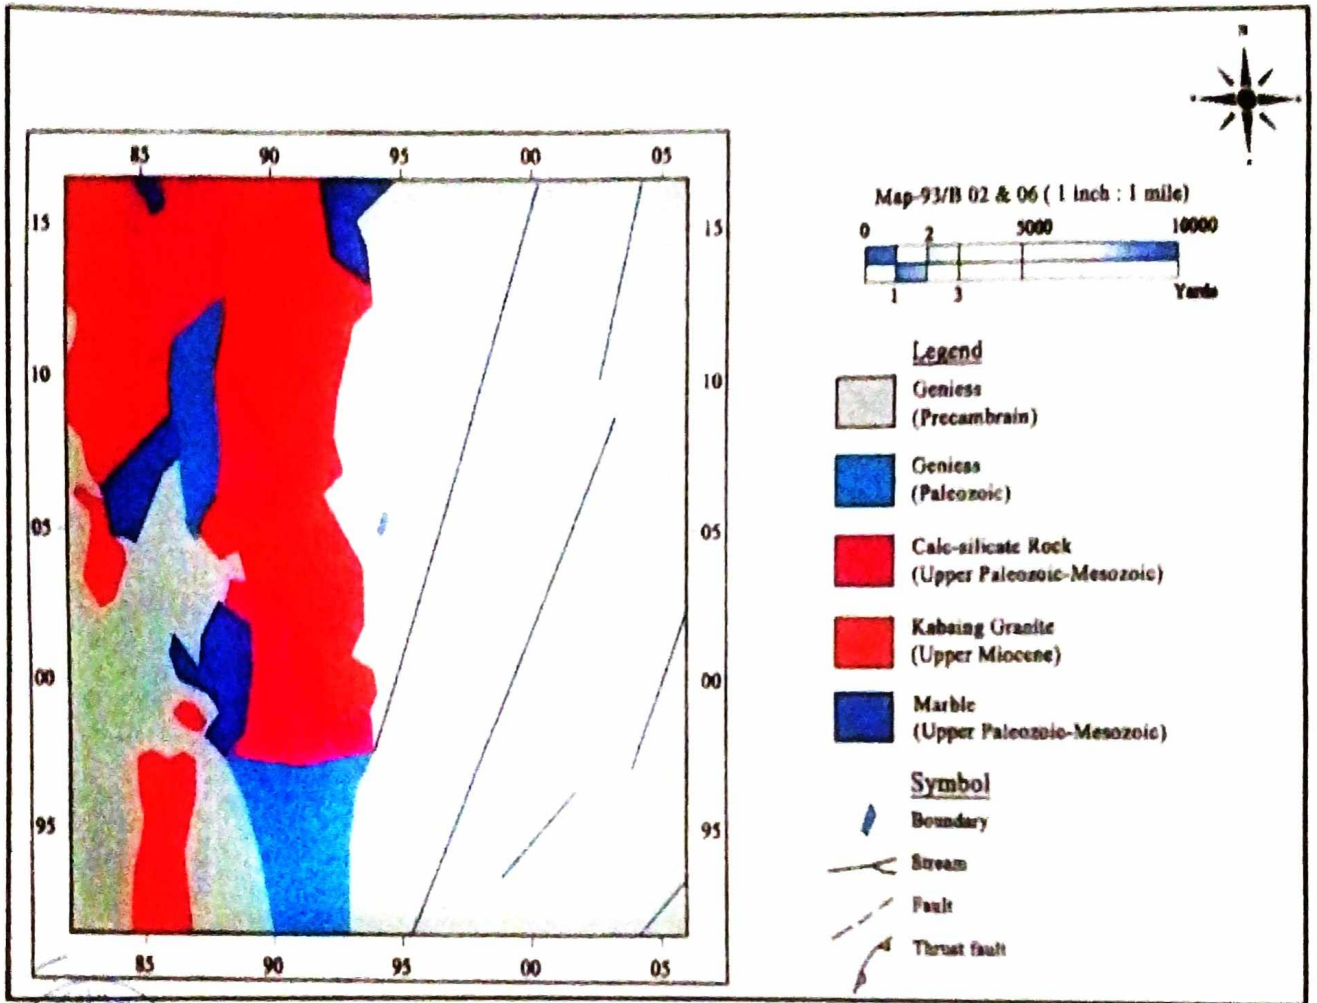 N
85 90 95 00 05
15 15
10 10
05 05
00 00
95 95
85 90 95 00 05
Map-93/B 02 & 06 ( 1 inch : 1 mile)
0 2 5000 10000
1 3 Yards
Legend
Geniess
(Precambrain)
Geniess
(Paleozoic)
Calc-silicate Rock
(Upper Paleozoic-Mesozoic)
Kabaing Granite
(Upper Miocene)
Marble
(Upper Paleozoic-Mesozoic)
Symbol
Boundary
Stream
Fault
Thrust fault